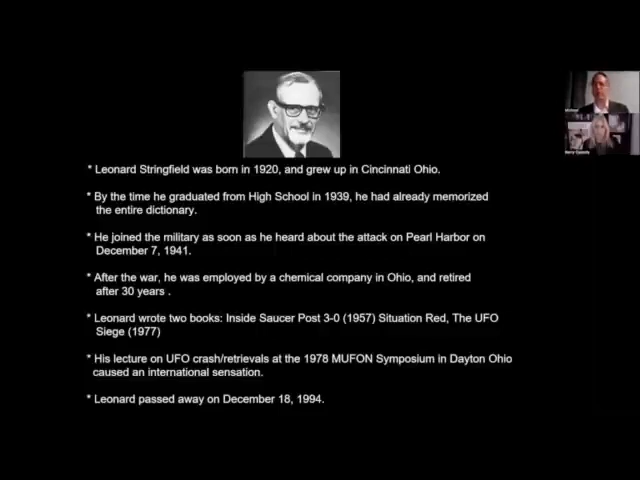 * Leonard Stringfield was born in 1920, and grew up in Cincinnati Ohio.
* By the time he graduated from High School in 1939, he had already memorized
the entire dictionary.
* He joined the military as soon as he heard about the attack on Pearl Harbor on
December 7, 1941.
* After the war, he was employed by a chemical company in Ohio, and retired
after 30 years .
* Leonard wrote two books: Inside Saucer Post 3-0 (1957) Situation Red, The UFO
Siege (1977)
* His lecture on UFO crash/retrievals at the 1978 MUFON Symposium in Dayton Ohio
caused an international sensation.
* Leonard passed away on December 18, 1994.